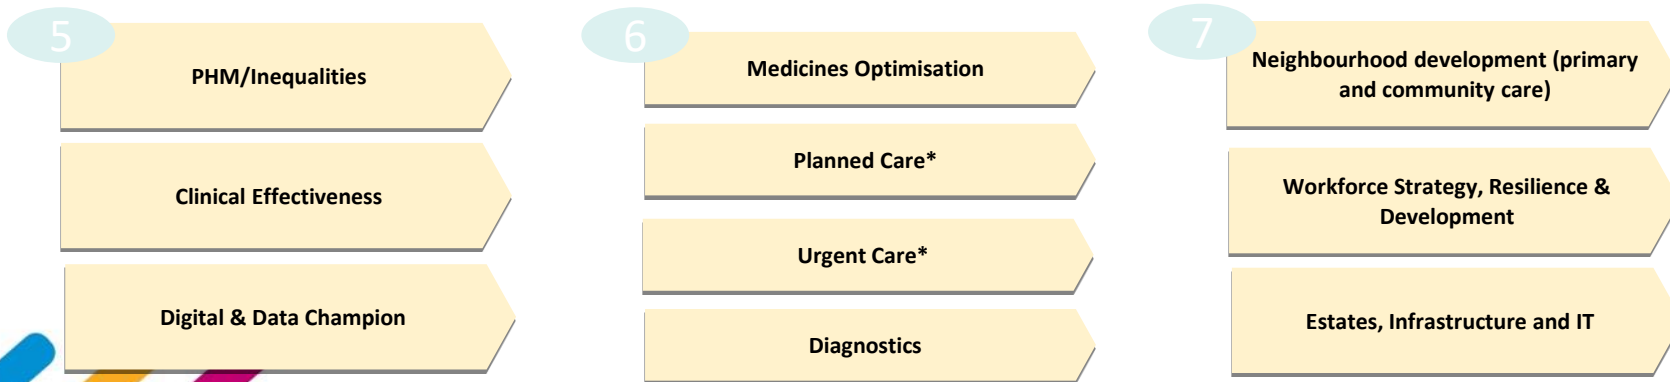 5
PHM/Inequalities
Clinical Effectiveness
Digital & Data Champion
6
Medicines Optimisation
Planned Care*
Urgent Care*
Diagnostics
7
Neighbourhood development (primary
and community care)
Workforce Strategy, Resilience &
Development
Estates, Infrastructure and IT